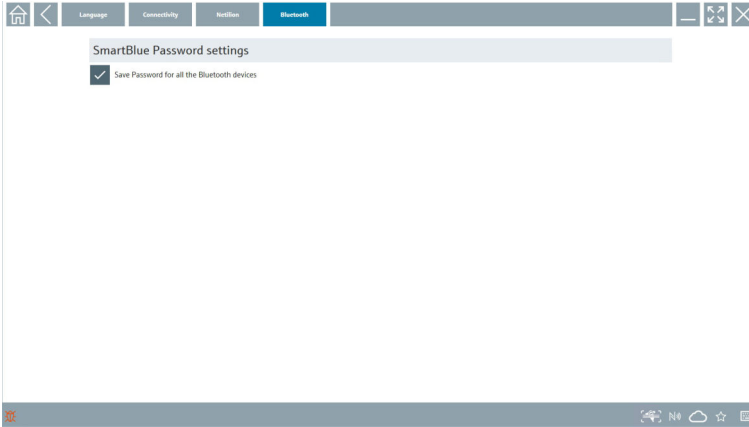 Language Connectivity Netilion Bluetooth
SmartBlue Password settings
Save Password for all the Bluetooth devices